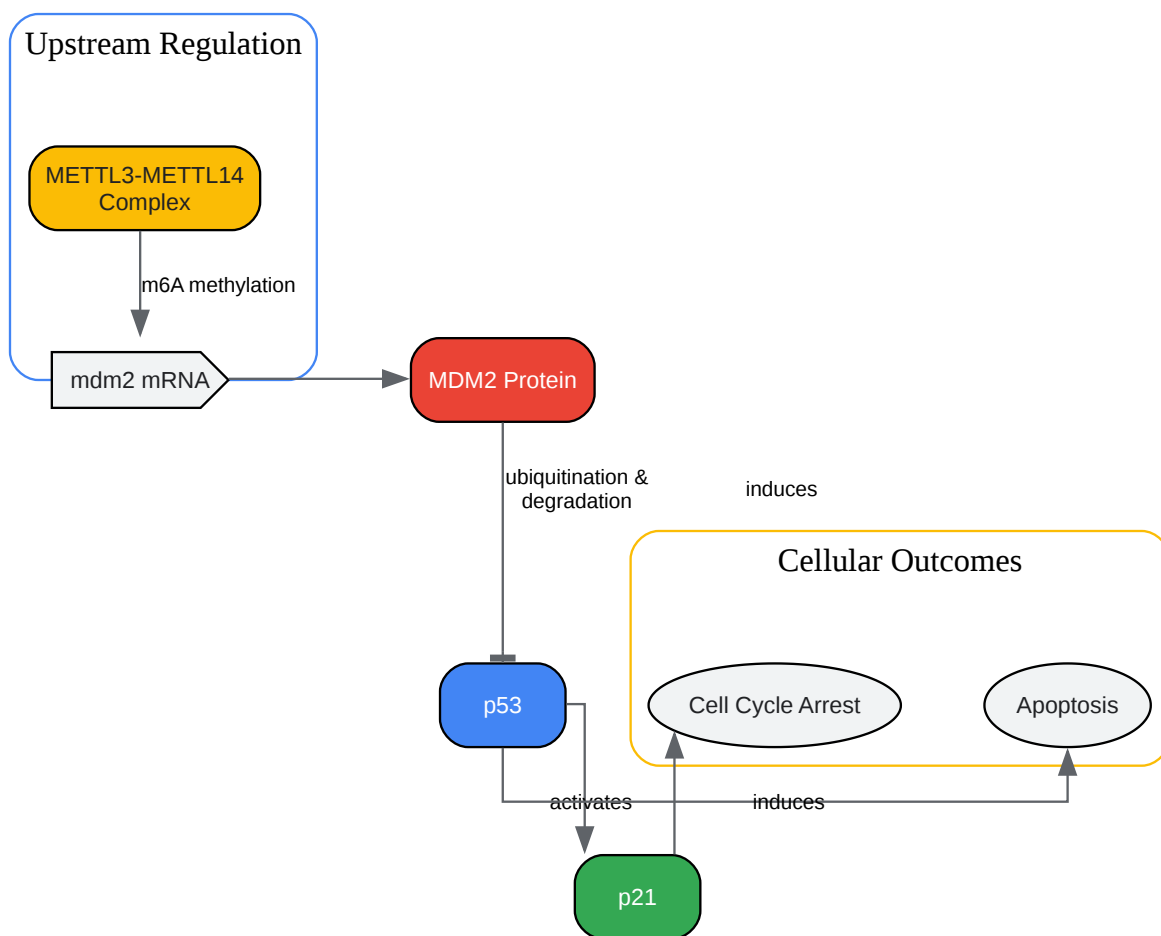 Upstream Regulation
METTL3-METTL14
Complex
m6A methylation
mdm2 mRNA
MDM2 Protein
ubiquitination &
degradation
induces
Cellular Outcomes
p53
Cell Cycle Arrest
Apoptosis
activates
induces
p21